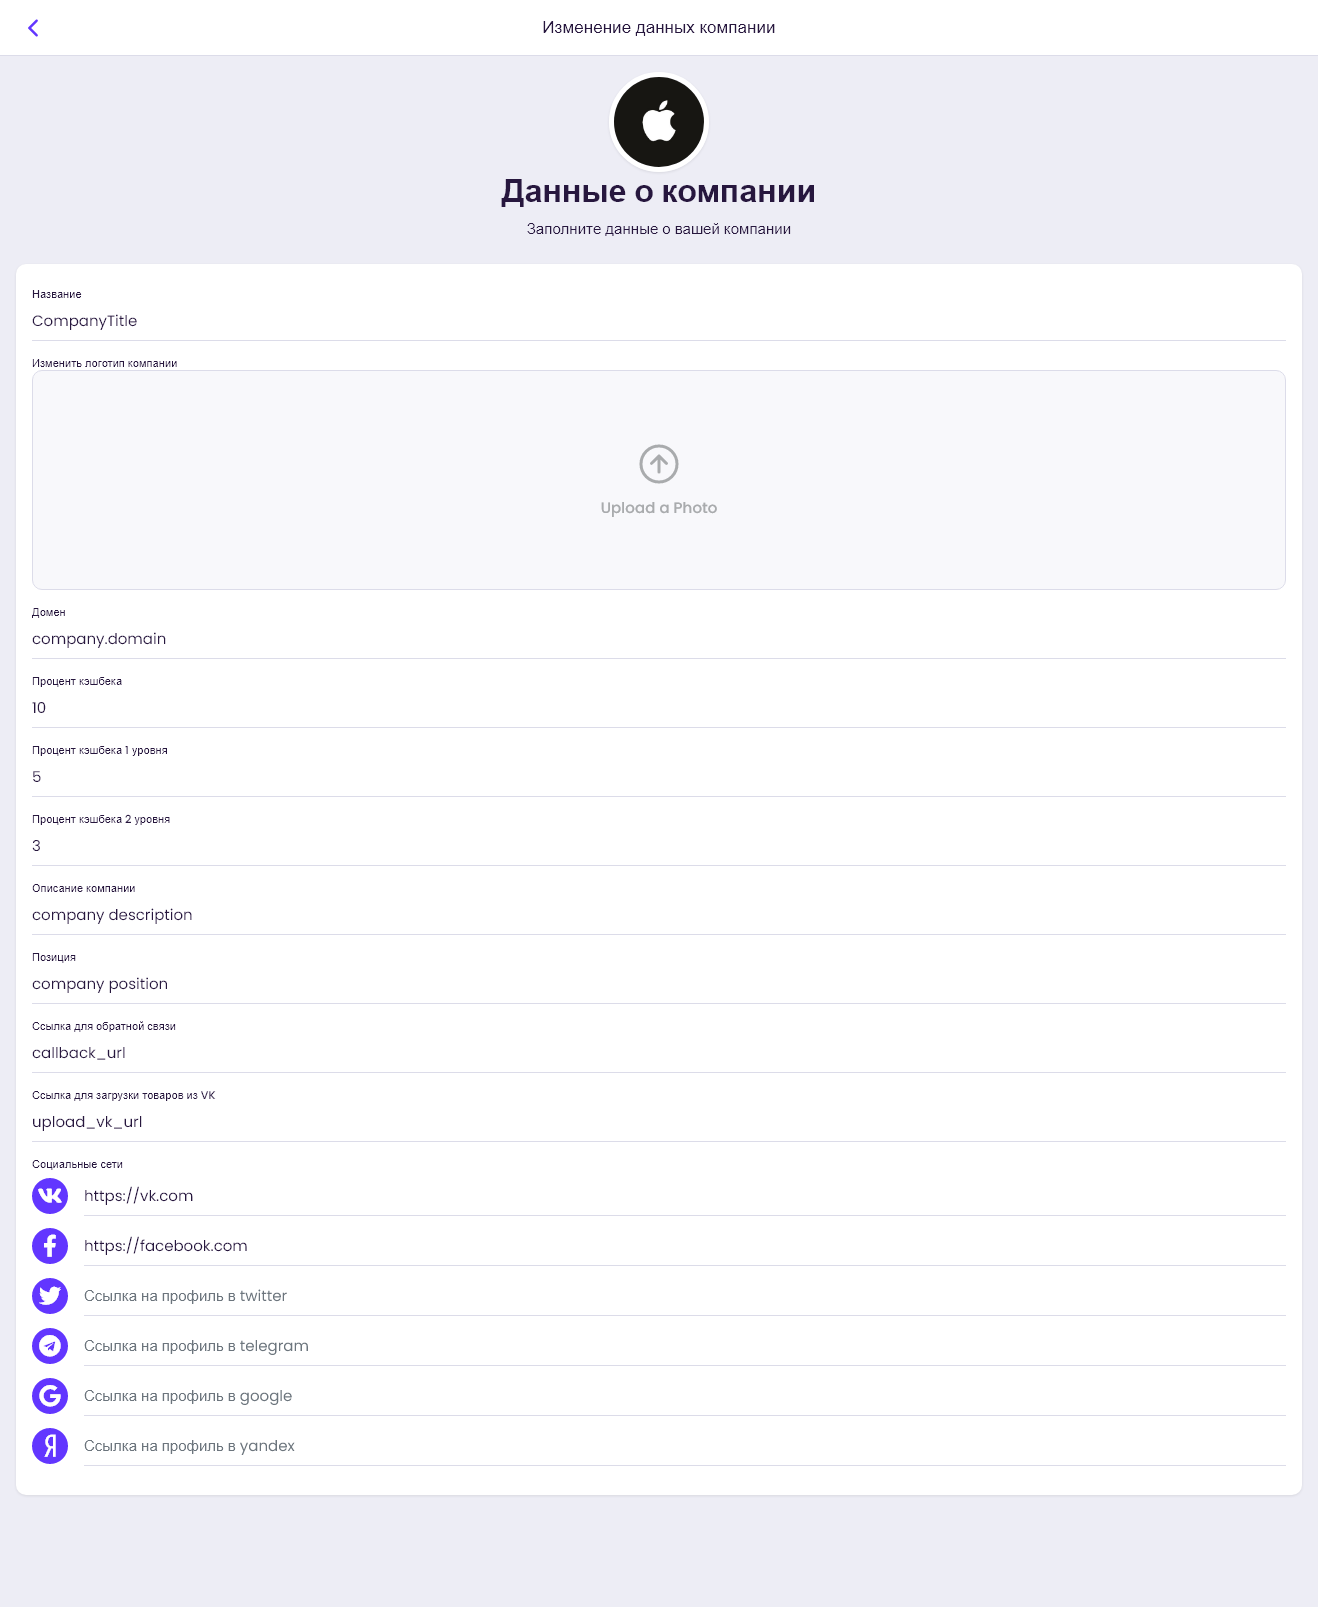 Изменение данных компании
Данные о компании
Заполните данные о вашей компании
Название
CompanyTitle
Изменить логотип компании
Upload a Photo
Домен
company.domain
Процент кэшбека
10
Процент кэшбека 1 уровня
5
Процент кэшбека 2 уровня
3
Описание компании
company description
Позиция
company position
Ссылка для обратной связи
callback_url
Ссылка для загрузки товаров из VK
upload_vk_url
Социальные сети
https://vk.com
https://facebook.com
Ссылка на профиль в twitter
Ссылка на профиль в telegram
Ссылка на профиль в google
Ссылка на профиль в yandex